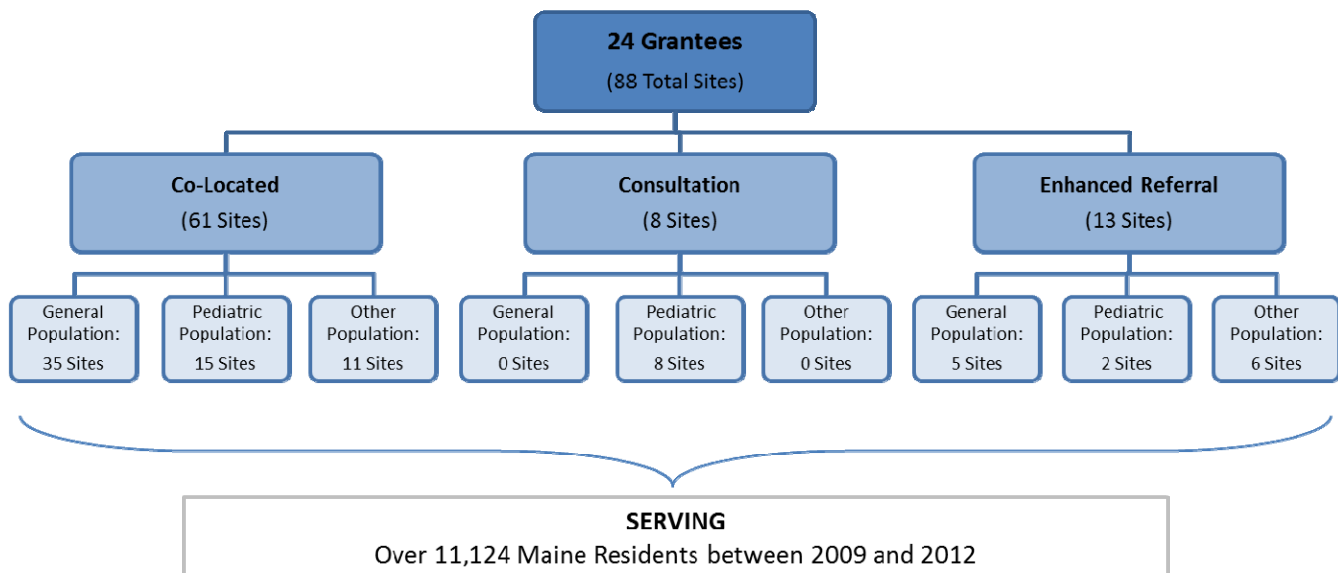 24 Grantees
(88 Total Sites)
Co-Located
(61 Sites)
Consultation
(8 Sites)
Enhanced Referral
(13 Sites)
General
Population:
35 Sites
Pediatric
Population:
15 Sites
Other
Population:
11 Sites
General
Population:
0 Sites
Pediatric
Population:
8 Sites
Other
Population:
0 Sites
General
Population:
5 Sites
Pediatric
Population:
2 Sites
Other
Population:
6 Sites
SERVING
Over 11,124 Maine Residents between 2009 and 2012